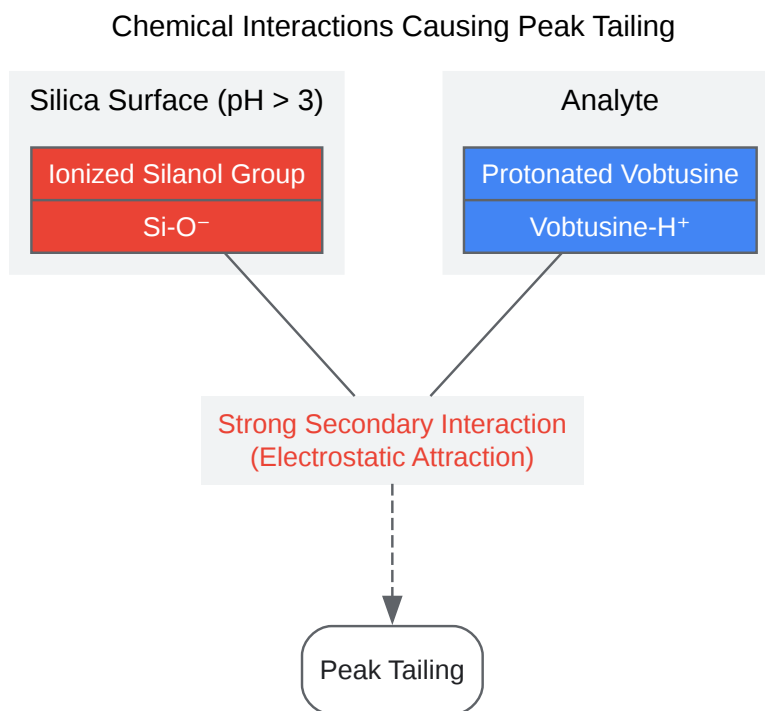 Chemical Interactions Causing Peak Tailing
Silica Surface (pH > 3)
Ionized Silanol Group
Si-O⁻
Analyte
Protonated Vobtusine
Vobtusine-H⁺
Strong Secondary Interaction
(Electrostatic Attraction)
Peak Tailing